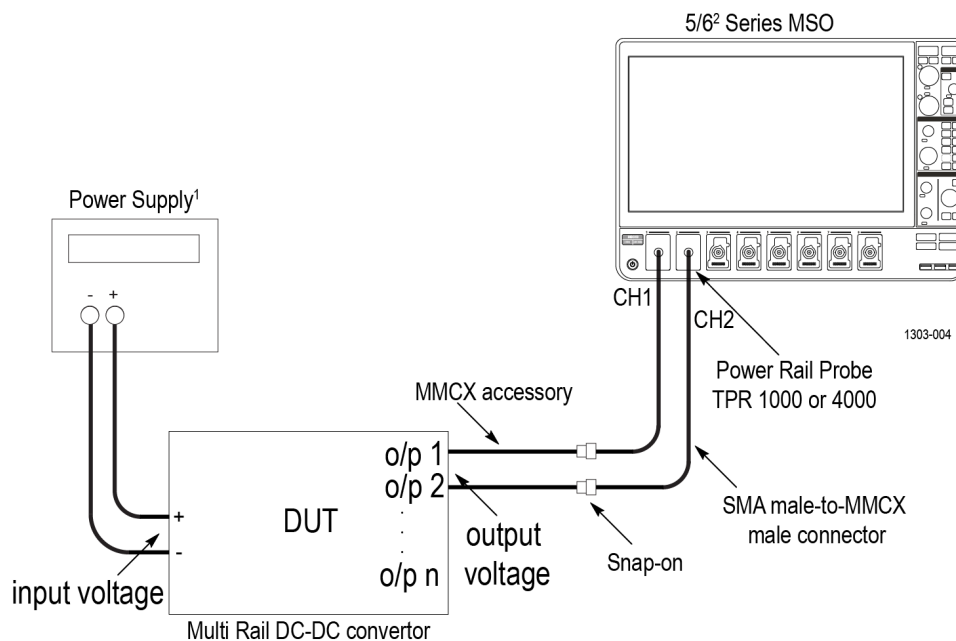 5/6² Series MSO
Power Supply¹
- +
CH1
CH2
1303-004
Power Rail Probe
TPR 1000 or 4000
MMCX accessory
o/p 1
o/p 2
.
.
.
o/p n
+
-
DUT
output
voltage
SMA male-to-MMCX
male connector
Snap-on
input voltage
Multi Rail DC-DC convertor